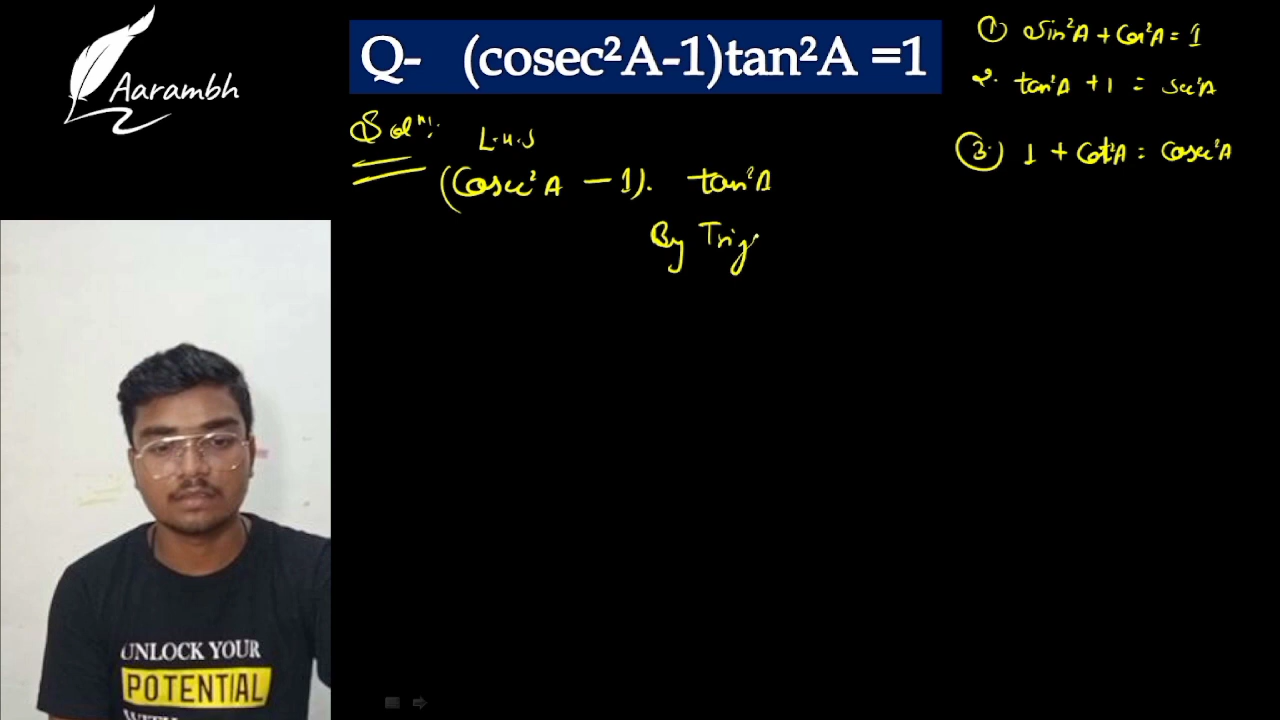 Aarambh
Q- (cosec²A-1)tan²A =1
① sin²A + cos²A = 1
2. tan²A + 1 = sec²A
③ 1 + cot²A = cosec²A
Solⁿ:
L.H.S
(cosec²A - 1). tan²A
By Trig
UNLOCK YOUR
POTENTIAL
WITH